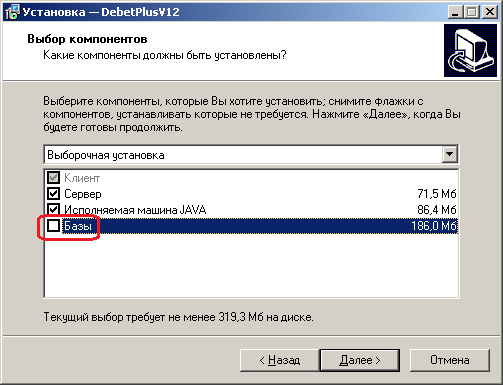 Установка — DebetPlusV12
Выбор компонентов
Какие компоненты должны быть установлены?
Выберите компоненты, которые Вы хотите установить; снимите флажки с
компонентов, устанавливать которые не требуется. Нажмите «Далее», когда Вы
будете готовы продолжить.
Выборочная установка
Клиент
Сервер 71,5 Мб
Исполняемая машина JAVA 86,4 Мб
Базы 186,0 Мб
Текущий выбор требует не менее 319,3 Мб на диске.
< Назад Далее > Отмена